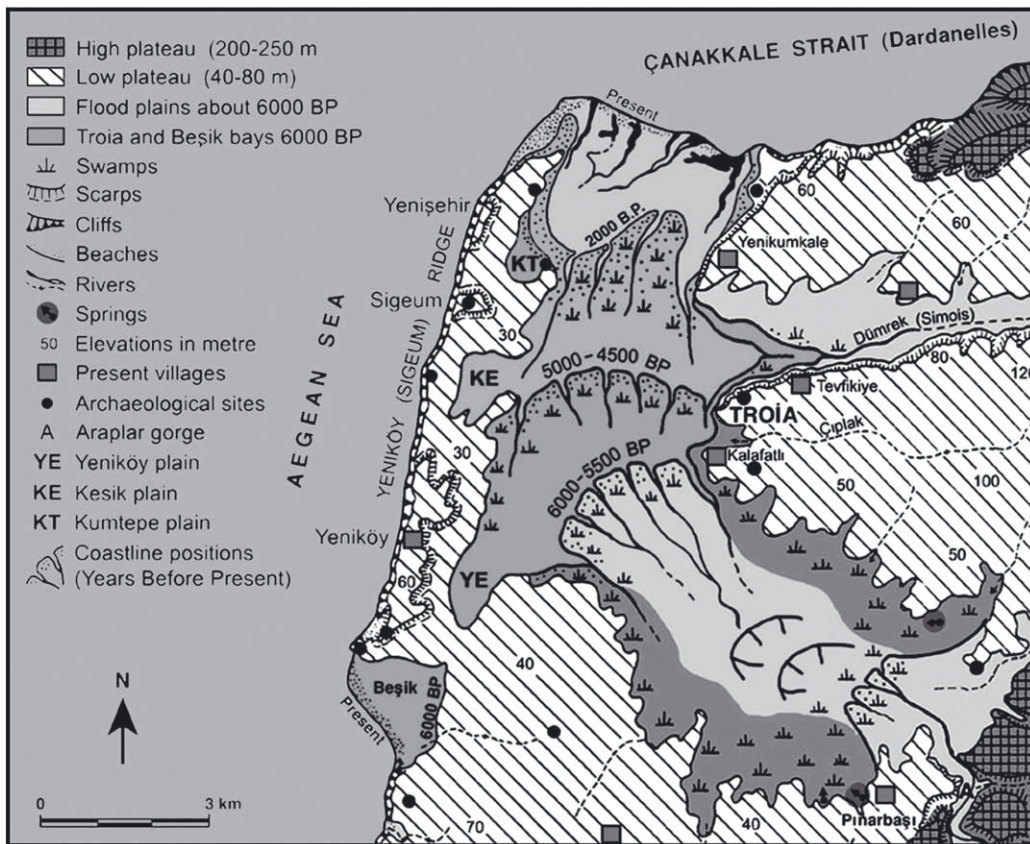 High plateau (200-250 m
Low plateau (40-80 m)
Flood plains about 6000 BP
Troia and Beşik bays 6000 BP
Swamps
Scarps
Cliffs
Beaches
Rivers
Springs
50 Elevations in metre
Present villages
Archaeological sites
A Araplar gorge
YE Yeniköy plain
KE Kesik plain
KT Kumtepe plain
Coastline positions
(Years Before Present)
N
0 3 km
ÇANAKKALE STRAIT (Dardanelles)
Present
60
Yenişehir
2000 B.P.
60
Yenikumkale
KT
RIDGE
Sigeum
AEGEAN SEA
30
Dümrek (Simois)
80
120
KE
5000-4500 BP
Tevfikiye
TROİA
YENİKÖY (SIGEUM)
Çıplak
30
Kalafatlı
6000-5500 BP
50
100
Yeniköy
50
60
YE
40
Beşik
6000 BP
Present
A
Pınarbaşı
70
40